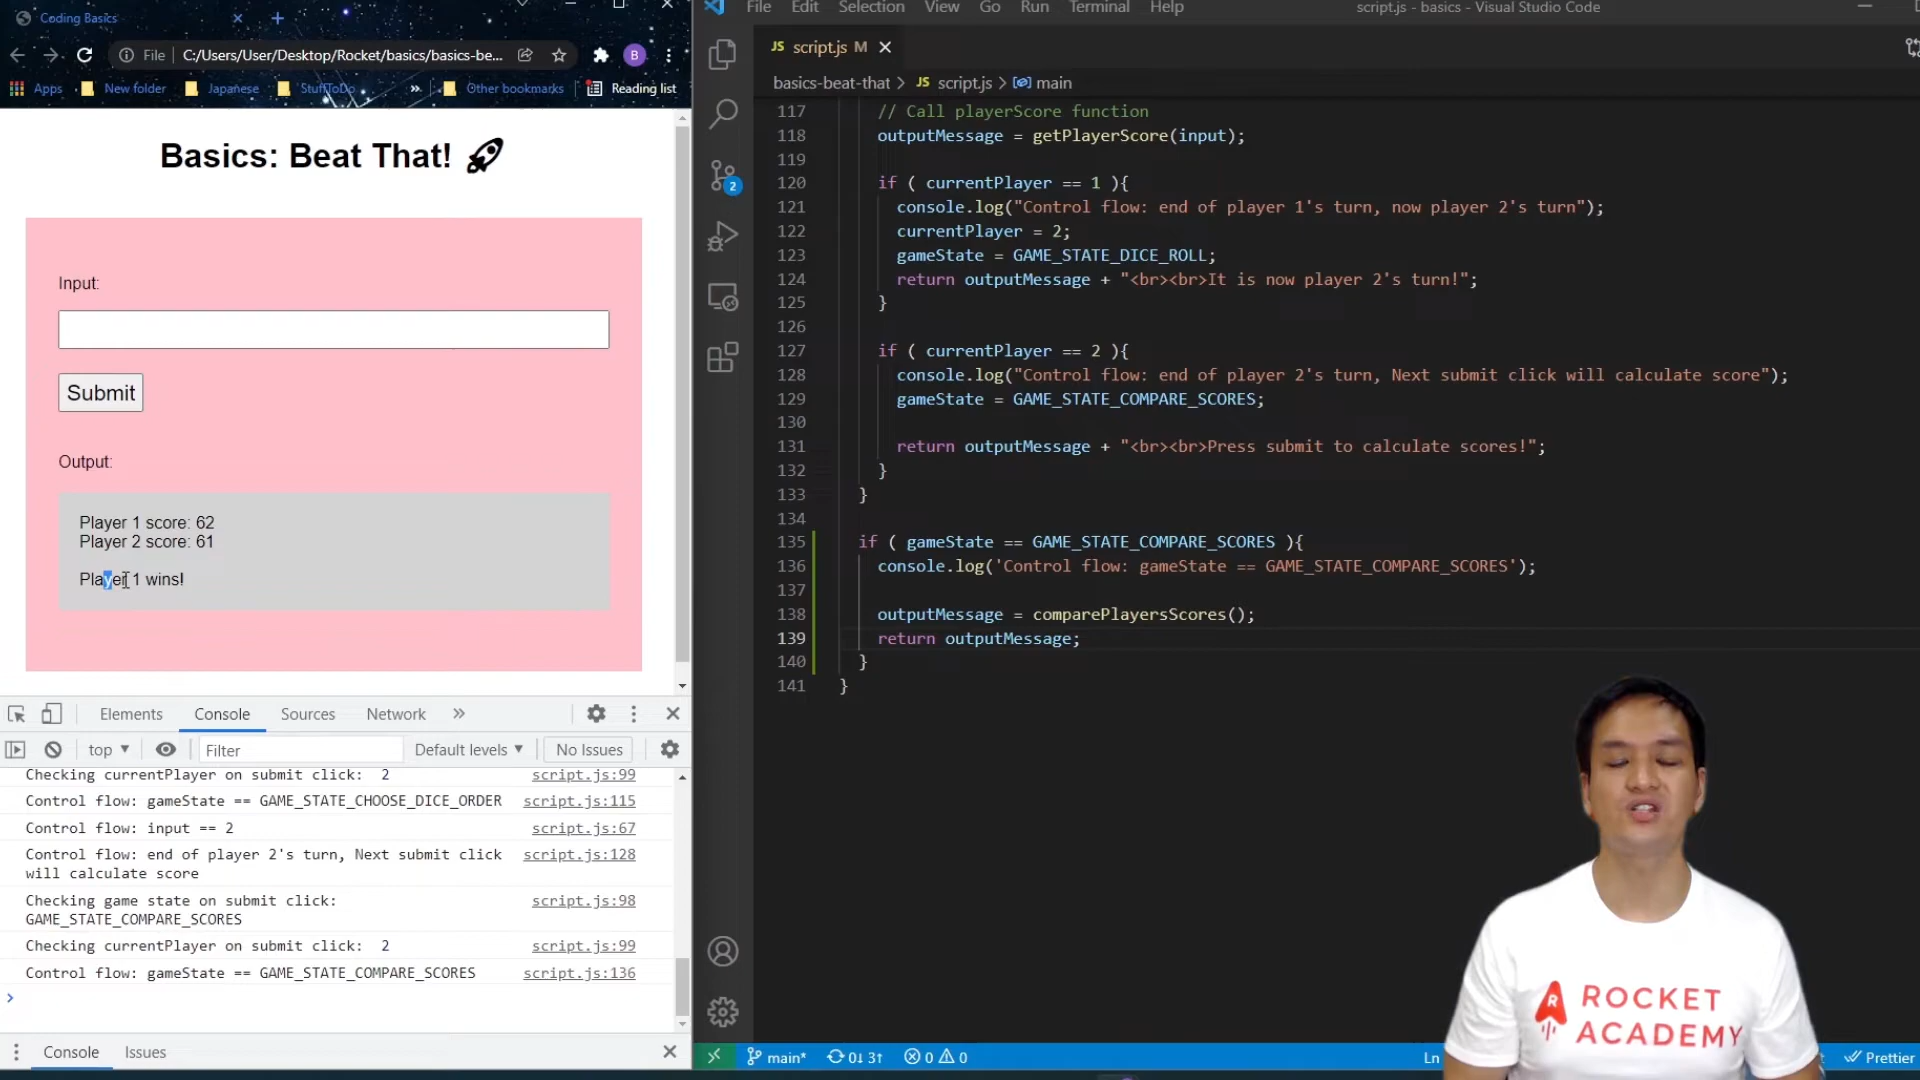 Coding Basics
File
C:/Users/User/Desktop/Rocket/basics/basics-be...
B
Apps
New folder
Japanese
StuffToDo
»
Other bookmarks
Reading list
Basics: Beat That! 🚀
Input:
Submit
Output:
Player 1 score: 62
Player 2 score: 61
Player 1 wins!
Elements
Console
Sources
Network
»
top
Filter
Default levels
No Issues
Checking currentPlayer on submit click: 2 script.js:99
Control flow: gameState == GAME_STATE_CHOOSE_DICE_ORDER script.js:115
Control flow: input == 2 script.js:67
Control flow: end of player 2's turn, Next submit click script.js:128
will calculate score
Checking game state on submit click: script.js:98
GAME_STATE_COMPARE_SCORES
Checking currentPlayer on submit click: 2 script.js:99
Control flow: gameState == GAME_STATE_COMPARE_SCORES script.js:136
>
Console
Issues
File Edit Selection View Go Run Terminal Help
script.js - basics - Visual Studio Code
JS script.js M
basics-beat-that > JS script.js > main
2
117 // Call playerScore function
118 outputMessage = getPlayerScore(input);
119
120 if ( currentPlayer == 1 ){
121 console.log("Control flow: end of player 1's turn, now player 2's turn");
122 currentPlayer = 2;
123 gameState = GAME_STATE_DICE_ROLL;
124 return outputMessage + "<br><br>It is now player 2's turn!";
125 }
126
127 if ( currentPlayer == 2 ){
128 console.log("Control flow: end of player 2's turn, Next submit click will calculate score");
129 gameState = GAME_STATE_COMPARE_SCORES;
130
131 return outputMessage + "<br><br>Press submit to calculate scores!";
132 }
133 }
134
135 if ( gameState == GAME_STATE_COMPARE_SCORES ){
136 console.log('Control flow: gameState == GAME_STATE_COMPARE_SCORES');
137
138 outputMessage = comparePlayersScores();
139 return outputMessage;
140 }
141 }
main*
0↓ 3↑
0
0
Ln
Prettier
R
ROCKET
ACADEMY